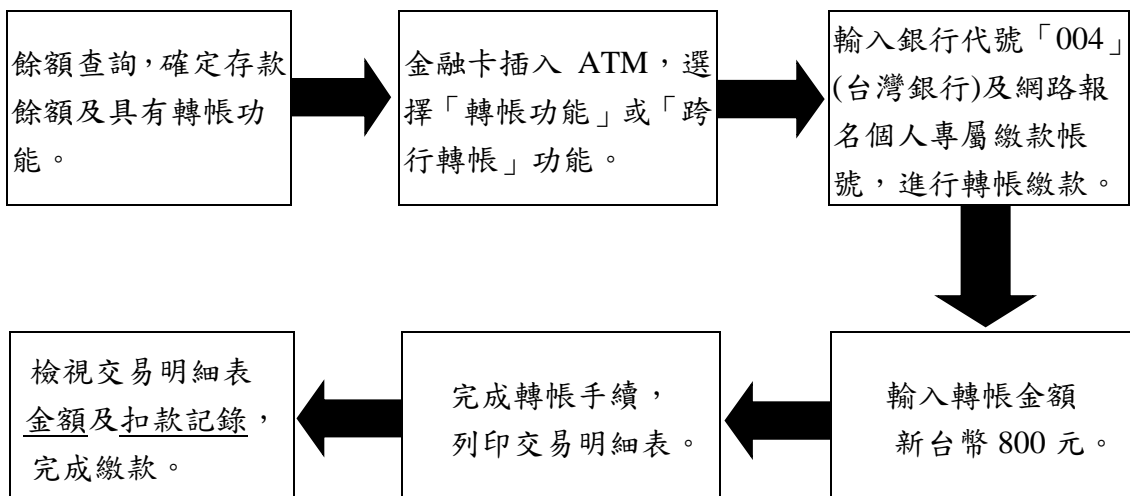 餘額查詢,確定存款
餘額及具有轉帳功
能。
金融卡插入 ATM,選
擇「轉帳功能」或「跨
行轉帳」功能。
輸入銀行代號「004」
(台灣銀行)及網路報
名個人專屬繳款帳
號,進行轉帳繳款。
輸入轉帳金額
新台幣 800 元。
完成轉帳手續,
列印交易明細表。
檢視交易明細表
金額及扣款記錄,
完成繳款。